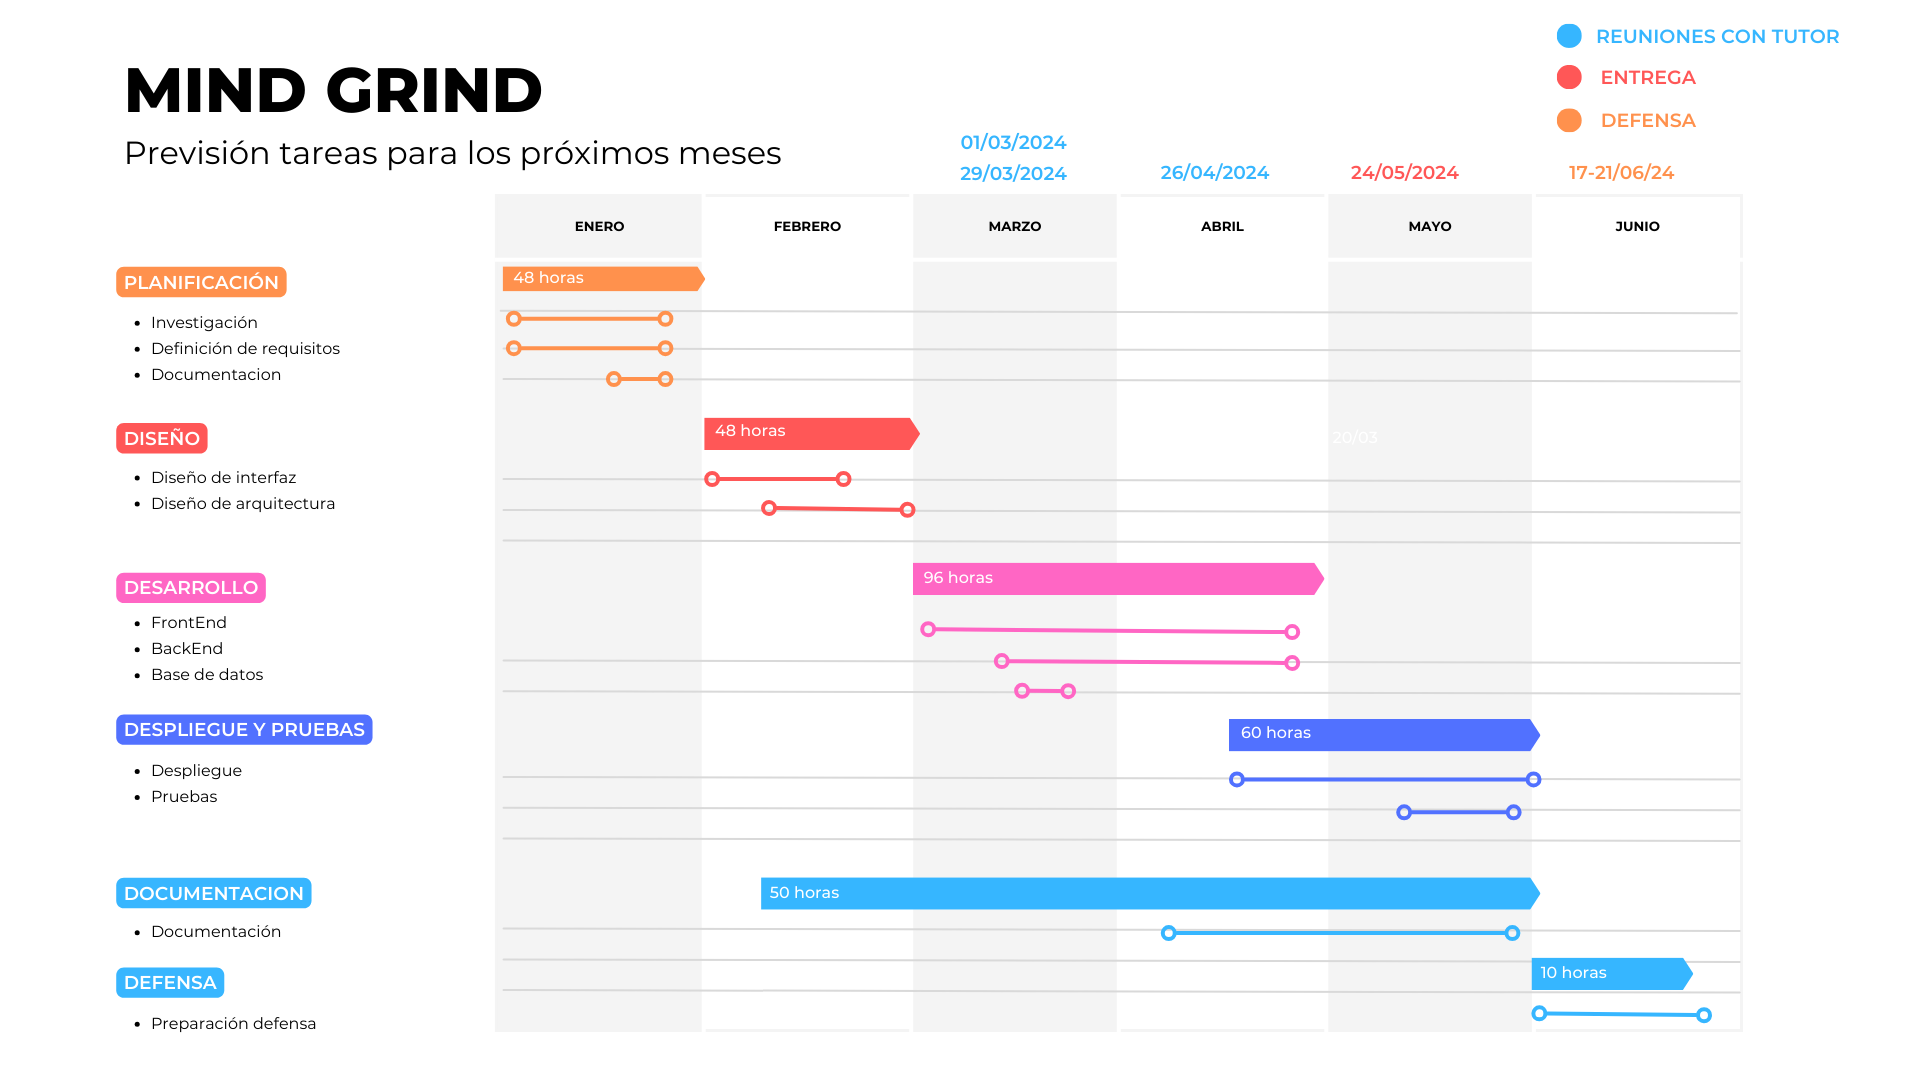 REUNIONES CON TUTOR
ENTREGA
DEFENSA
MIND GRIND
Previsión tareas para los próximos meses
01/03/2024
29/03/2024
26/04/2024
24/05/2024
17-21/06/24
ENERO
FEBRERO
MARZO
ABRIL
MAYO
JUNIO
PLANIFICACIÓN
48 horas
Investigación
Definición de requisitos
Documentacion
DISEÑO
48 horas
20/03
Diseño de interfaz
Diseño de arquitectura
DESARROLLO
96 horas
FrontEnd
BackEnd
Base de datos
DESPLIEGUE Y PRUEBAS
60 horas
Despliegue
Pruebas
DOCUMENTACION
50 horas
Documentación
DEFENSA
10 horas
Preparación defensa